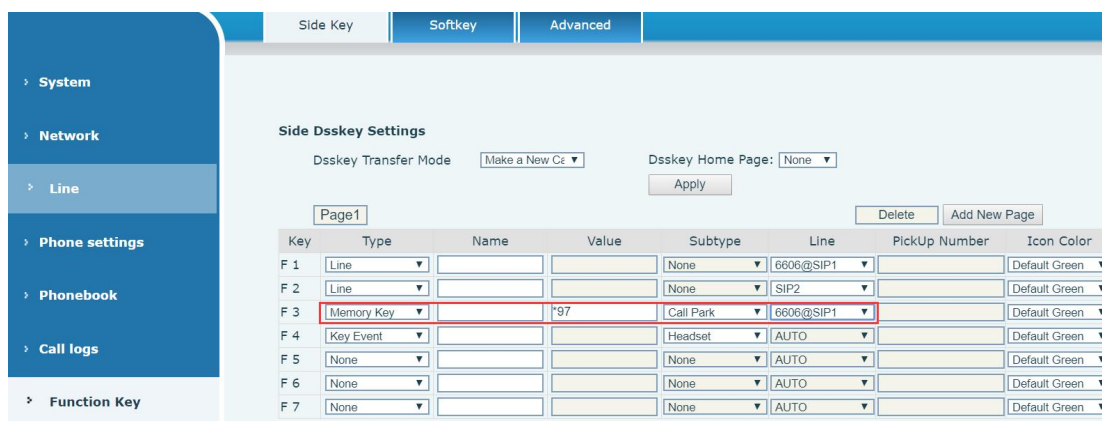 Side Key Softkey Advanced
System
Network
Line
Phone settings
Phonebook
Call logs
Function Key
Side Dsskey Settings
Dsskey Transfer Mode Make a New Ca Dsskey Home Page: None
Apply
Page1 Delete Add New Page
Key Type Name Value Subtype Line PickUp Number Icon Color
F 1 Line None 6606@SIP1 Default Green
F 2 Line None SIP2 Default Green
F 3 Memory Key *97 Call Park 6606@SIP1 Default Green
F 4 Key Event Headset AUTO Default Green
F 5 None None AUTO Default Green
F 6 None None AUTO Default Green
F 7 None None AUTO Default Green